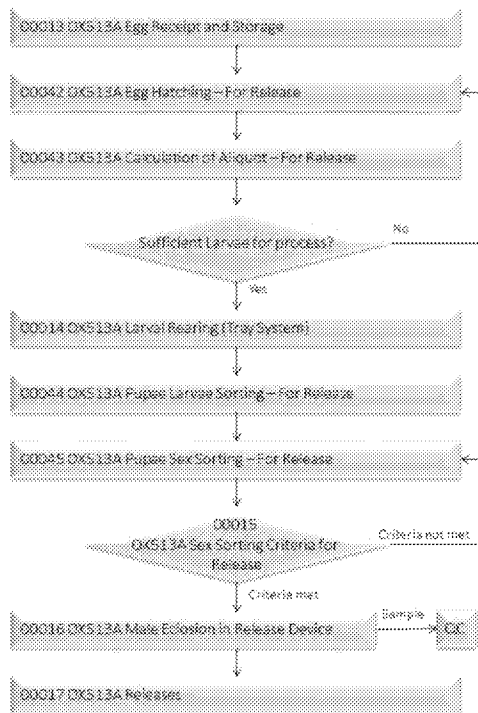 00013 OX513A Egg Receipt and Storage
00042 OX513A Egg Hatching – For Release
00043 OX513A Calculation of Aliquot – For Release
Sufficient Larvae for process?
No
Yes
00014 OX513A Larval Rearing (Tray System)
00044 OX513A Pupae Larvae Sorting – For Release
00045 OX513A Pupae Sex Sorting – For Release
00015
OX513A Sex Sorting Criteria for
Release
Criteria not met
Criteria met
00016 OX513A Male Eclosion in Release Device
Sample
QC
00017 OX513A Releases